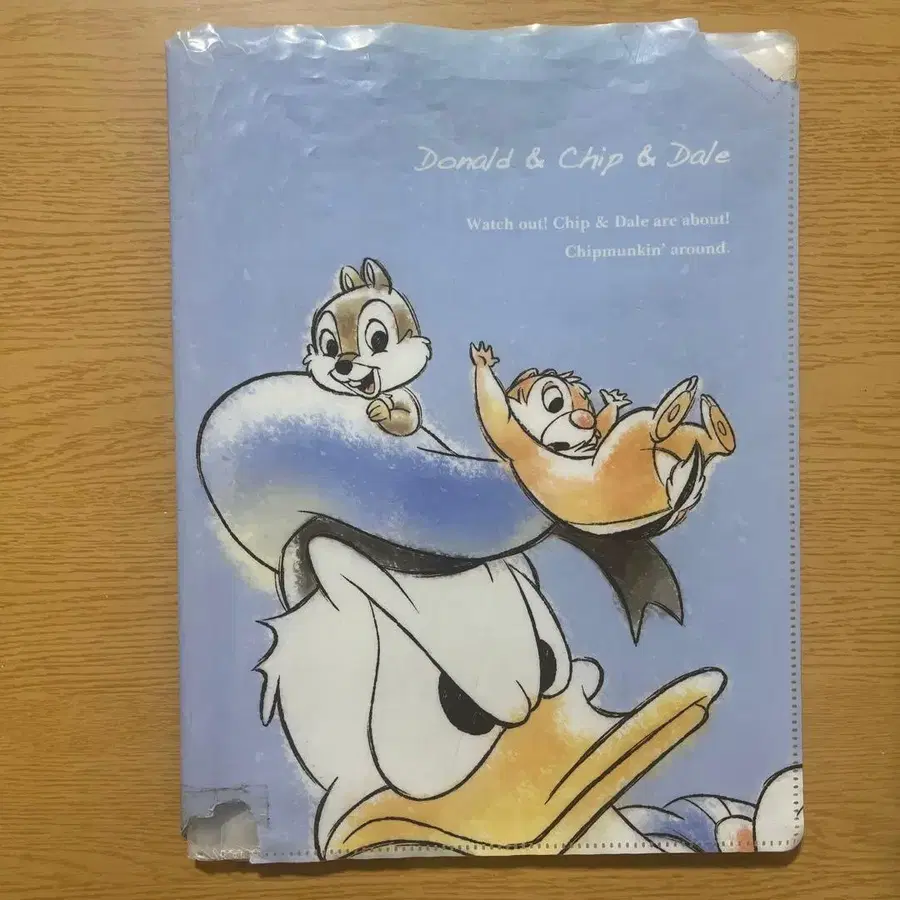 Donald & Chip & Dale
Watch out! Chip & Dale are about!
Chipmunkin' around.